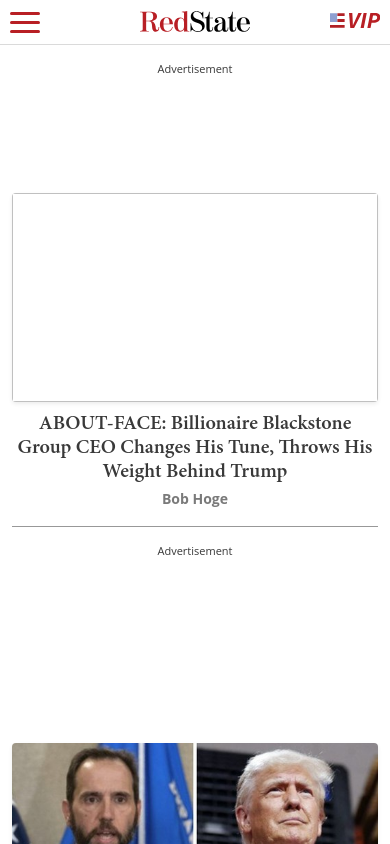 RedState
VIP
Advertisement
ABOUT-FACE: Billionaire Blackstone
Group CEO Changes His Tune, Throws His
Weight Behind Trump
Bob Hoge
Advertisement